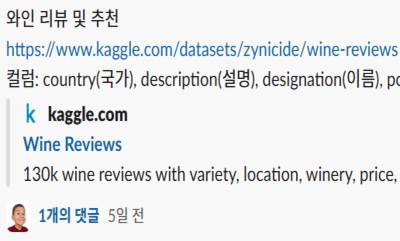 와인 리뷰 및 추천
https://www.kaggle.com/datasets/zynicide/wine-reviews
컬럼: country(국가), description(설명), designation(이름),
kaggle.com
Wine Reviews
130k wine reviews with variety, location, winery, price,
1개의 댓글 5일 전